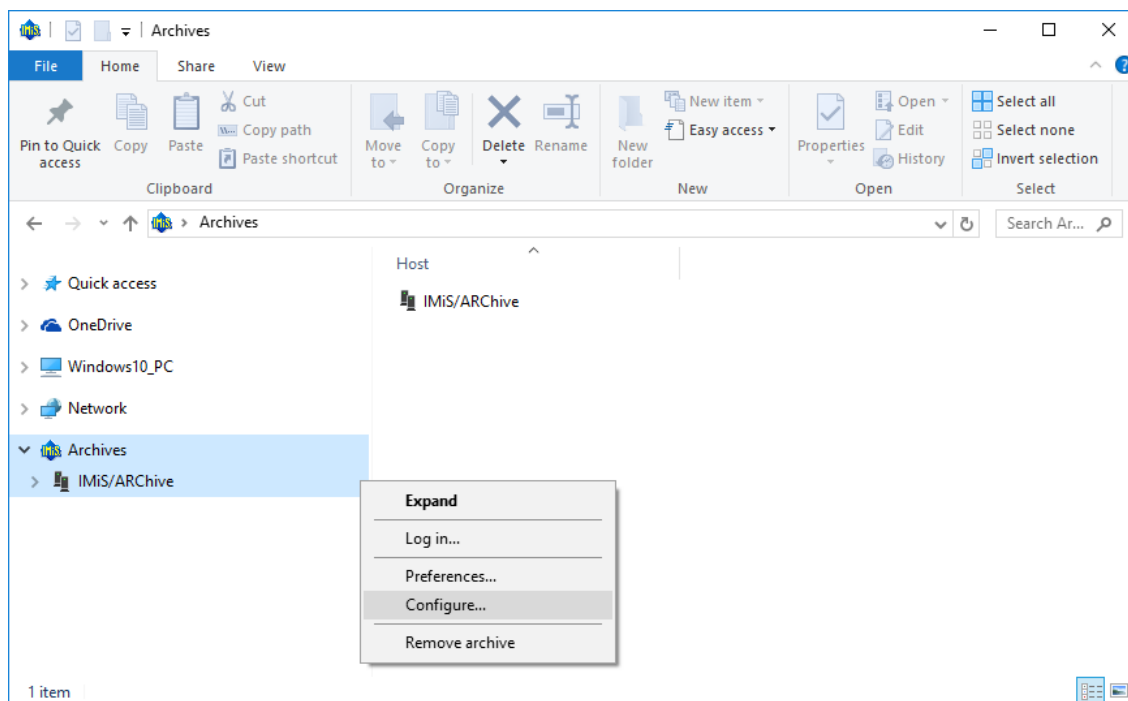 IMiS
Archives
File Home Share View
Pin to Quick access
Copy
Paste
Cut
Copy path
Paste shortcut
Clipboard
Move to
Copy to
Delete
Rename
Organize
New folder
New item
Easy access
New
Properties
Open
Edit
History
Open
Select all
Select none
Invert selection
Select
IMiS
Archives
Search Ar...
Quick access
OneDrive
Windows10_PC
Network
IMiS
Archives
IMiS/ARChive
Host
IMiS/ARChive
Expand
Log in...
Preferences...
Configure...
Remove archive
1 item